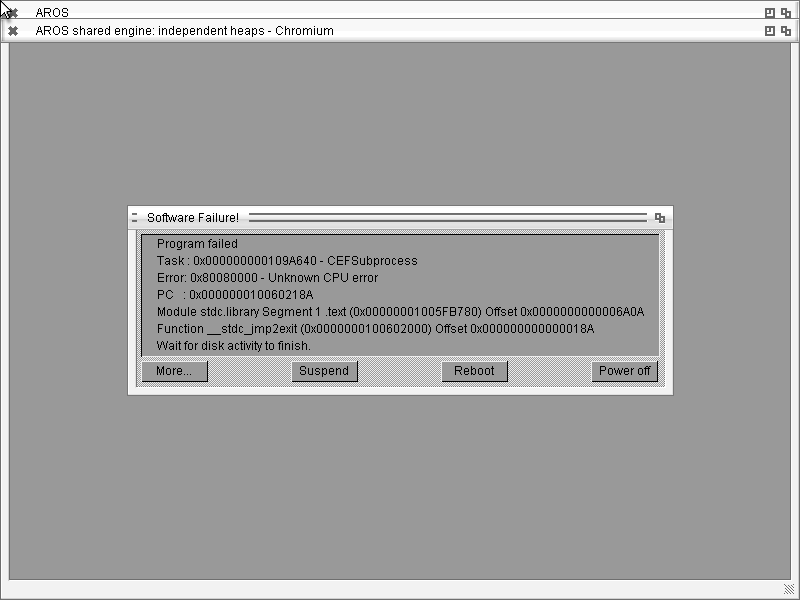 AROS
AROS shared engine: independent heaps - Chromium
Software Failure!
Program failed
Task : 0x000000000109A640 - CEFSubprocess
Error: 0x80080000 - Unknown CPU error
PC : 0x000000010060218A
Module stdc.library Segment 1 .text (0x00000001005FB780) Offset 0x0000000000006A0A
Function __stdc_jmp2exit (0x0000000100602000) Offset 0x000000000000018A
Wait for disk activity to finish.
More... Suspend Reboot Power off